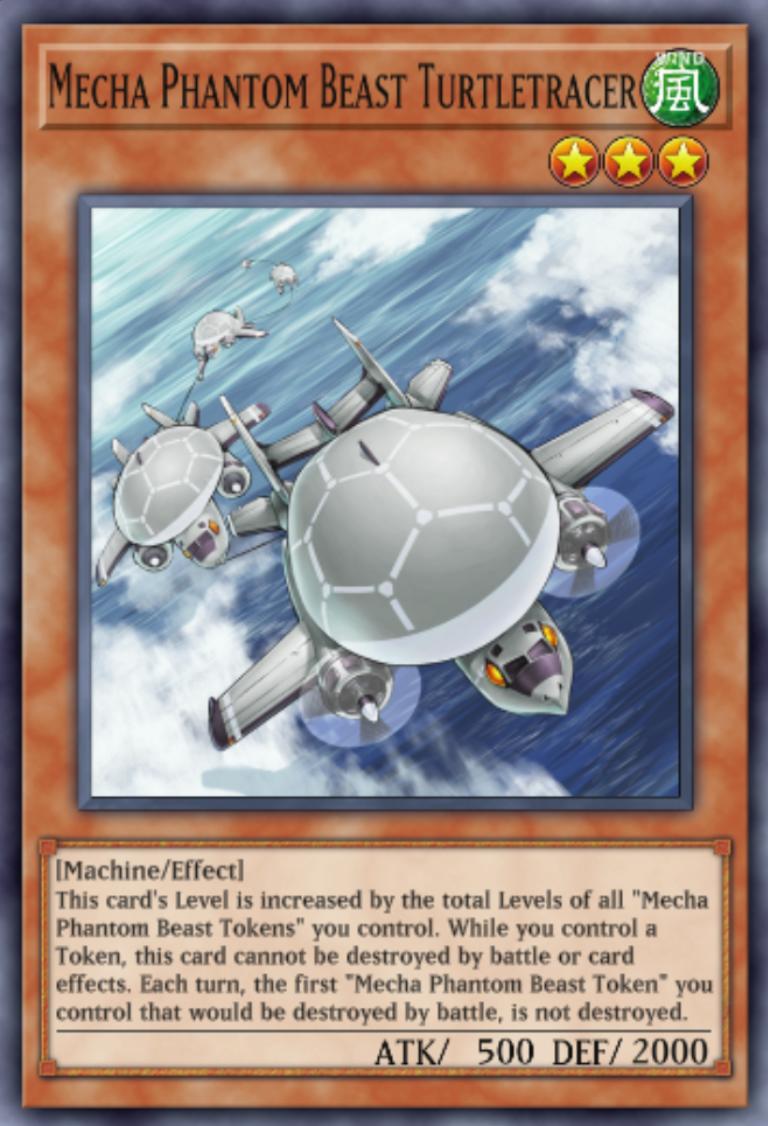 MECHA PHANTOM BEAST TURTLETRACER
WIND
風
[Machine/Effect]
This card's Level is increased by the total Levels of all "Mecha
Phantom Beast Tokens" you control. While you control a
Token, this card cannot be destroyed by battle or card
effects. Each turn, the first "Mecha Phantom Beast Token" you
control that would be destroyed by battle, is not destroyed.
ATK/ 500 DEF/ 2000